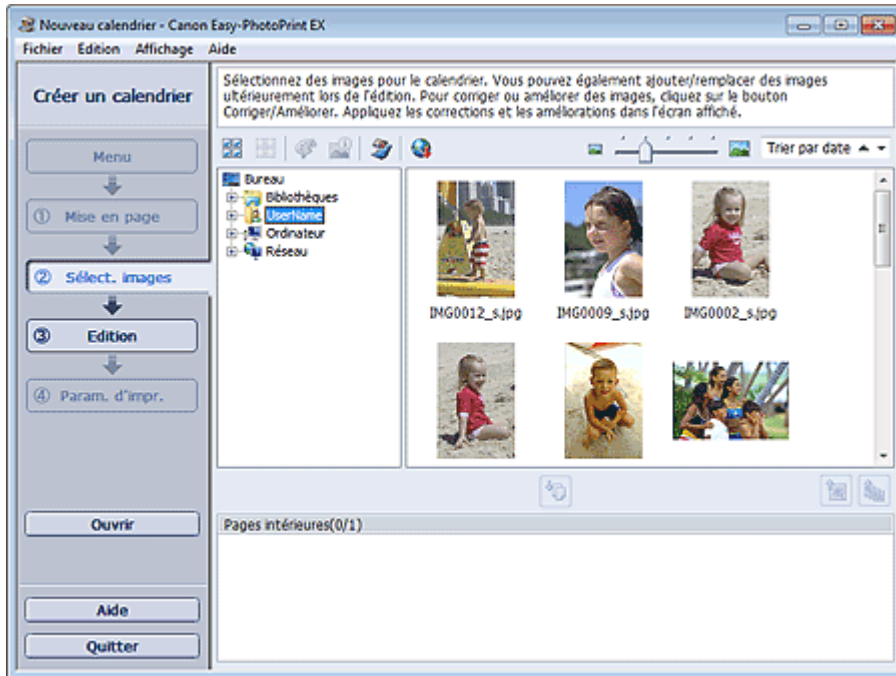 Nouveau calendrier - Canon Easy-PhotoPrint EX
Fichier Edition Affichage Aide
Créer un calendrier
Sélectionnez des images pour le calendrier. Vous pouvez également ajouter/remplacer des images
ultérieurement lors de l'édition. Pour corriger ou améliorer des images, cliquez sur le bouton
Corriger/Améliorer. Appliquez les corrections et les améliorations dans l'écran affiché.
Menu
① Mise en page
② Sélect. images
③ Edition
④ Param. d'impr.
Ouvrir
Aide
Quitter
Trier par date
Bureau
Bibliothèques
UserName
Ordinateur
Réseau
IMG0012_s.jpg IMG0009_s.jpg IMG0002_s.jpg
Pages intérieures(0/1)